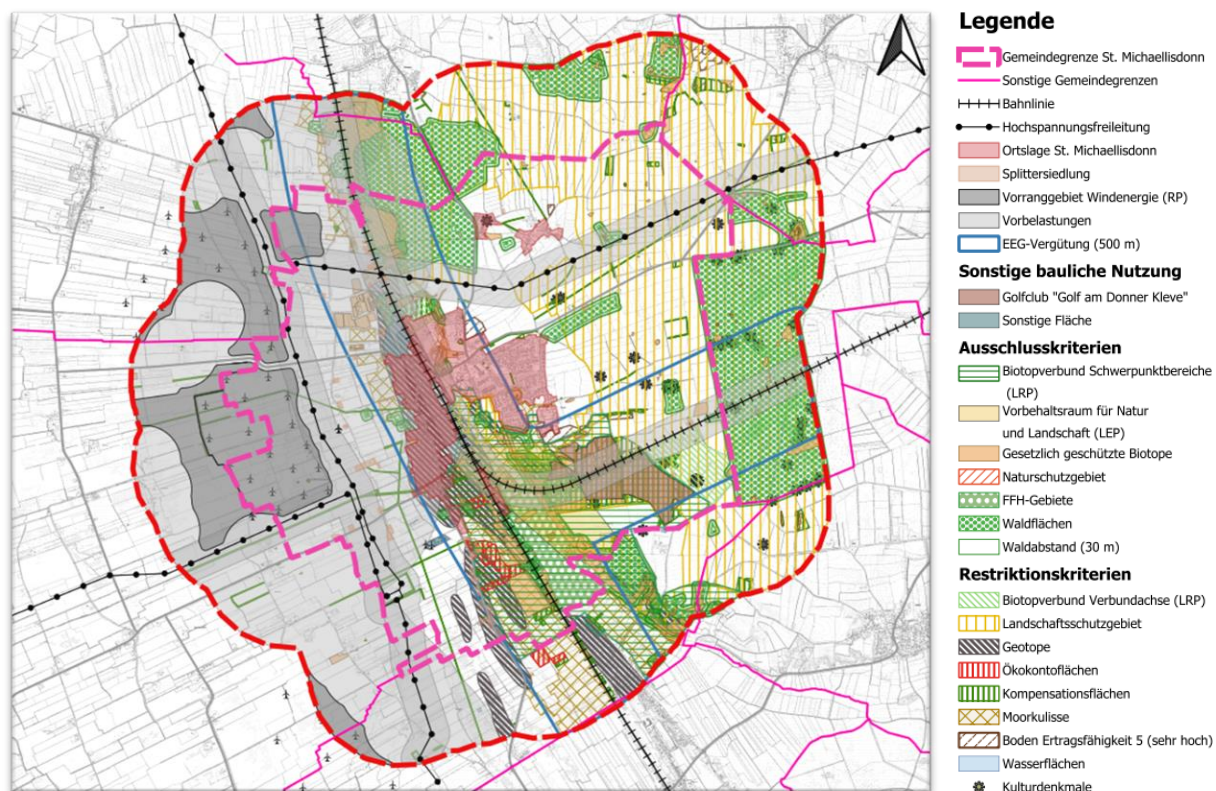 Legende
Gemeindegrenze St. Michaellisdonn
Sonstige Gemeindegrenzen
Bahnlinie
Hochspannungsfreileitung
Ortslage St. Michaellisdonn
Splittersiedlung
Vorranggebiet Windenergie (RP)
Vorbelastungen
EEG-Vergütung (500 m)
Sonstige bauliche Nutzung
Golfclub "Golf am Donner Kleve"
Sonstige Fläche
Ausschlusskriterien
Biotopverbund Schwerpunktbereiche
(LRP)
Vorbehaltsraum für Natur
und Landschaft (LEP)
Gesetzlich geschützte Biotope
Naturschutzgebiet
FFH-Gebiete
Waldflächen
Waldabstand (30 m)
Restriktionskriterien
Biotopverbund Verbundachse (LRP)
Landschaftsschutzgebiet
Geotope
Ökokontoflächen
Kompensationsflächen
Moorkulisse
Boden Ertragsfähigkeit 5 (sehr hoch)
Wasserflächen
Kulturdenkmale